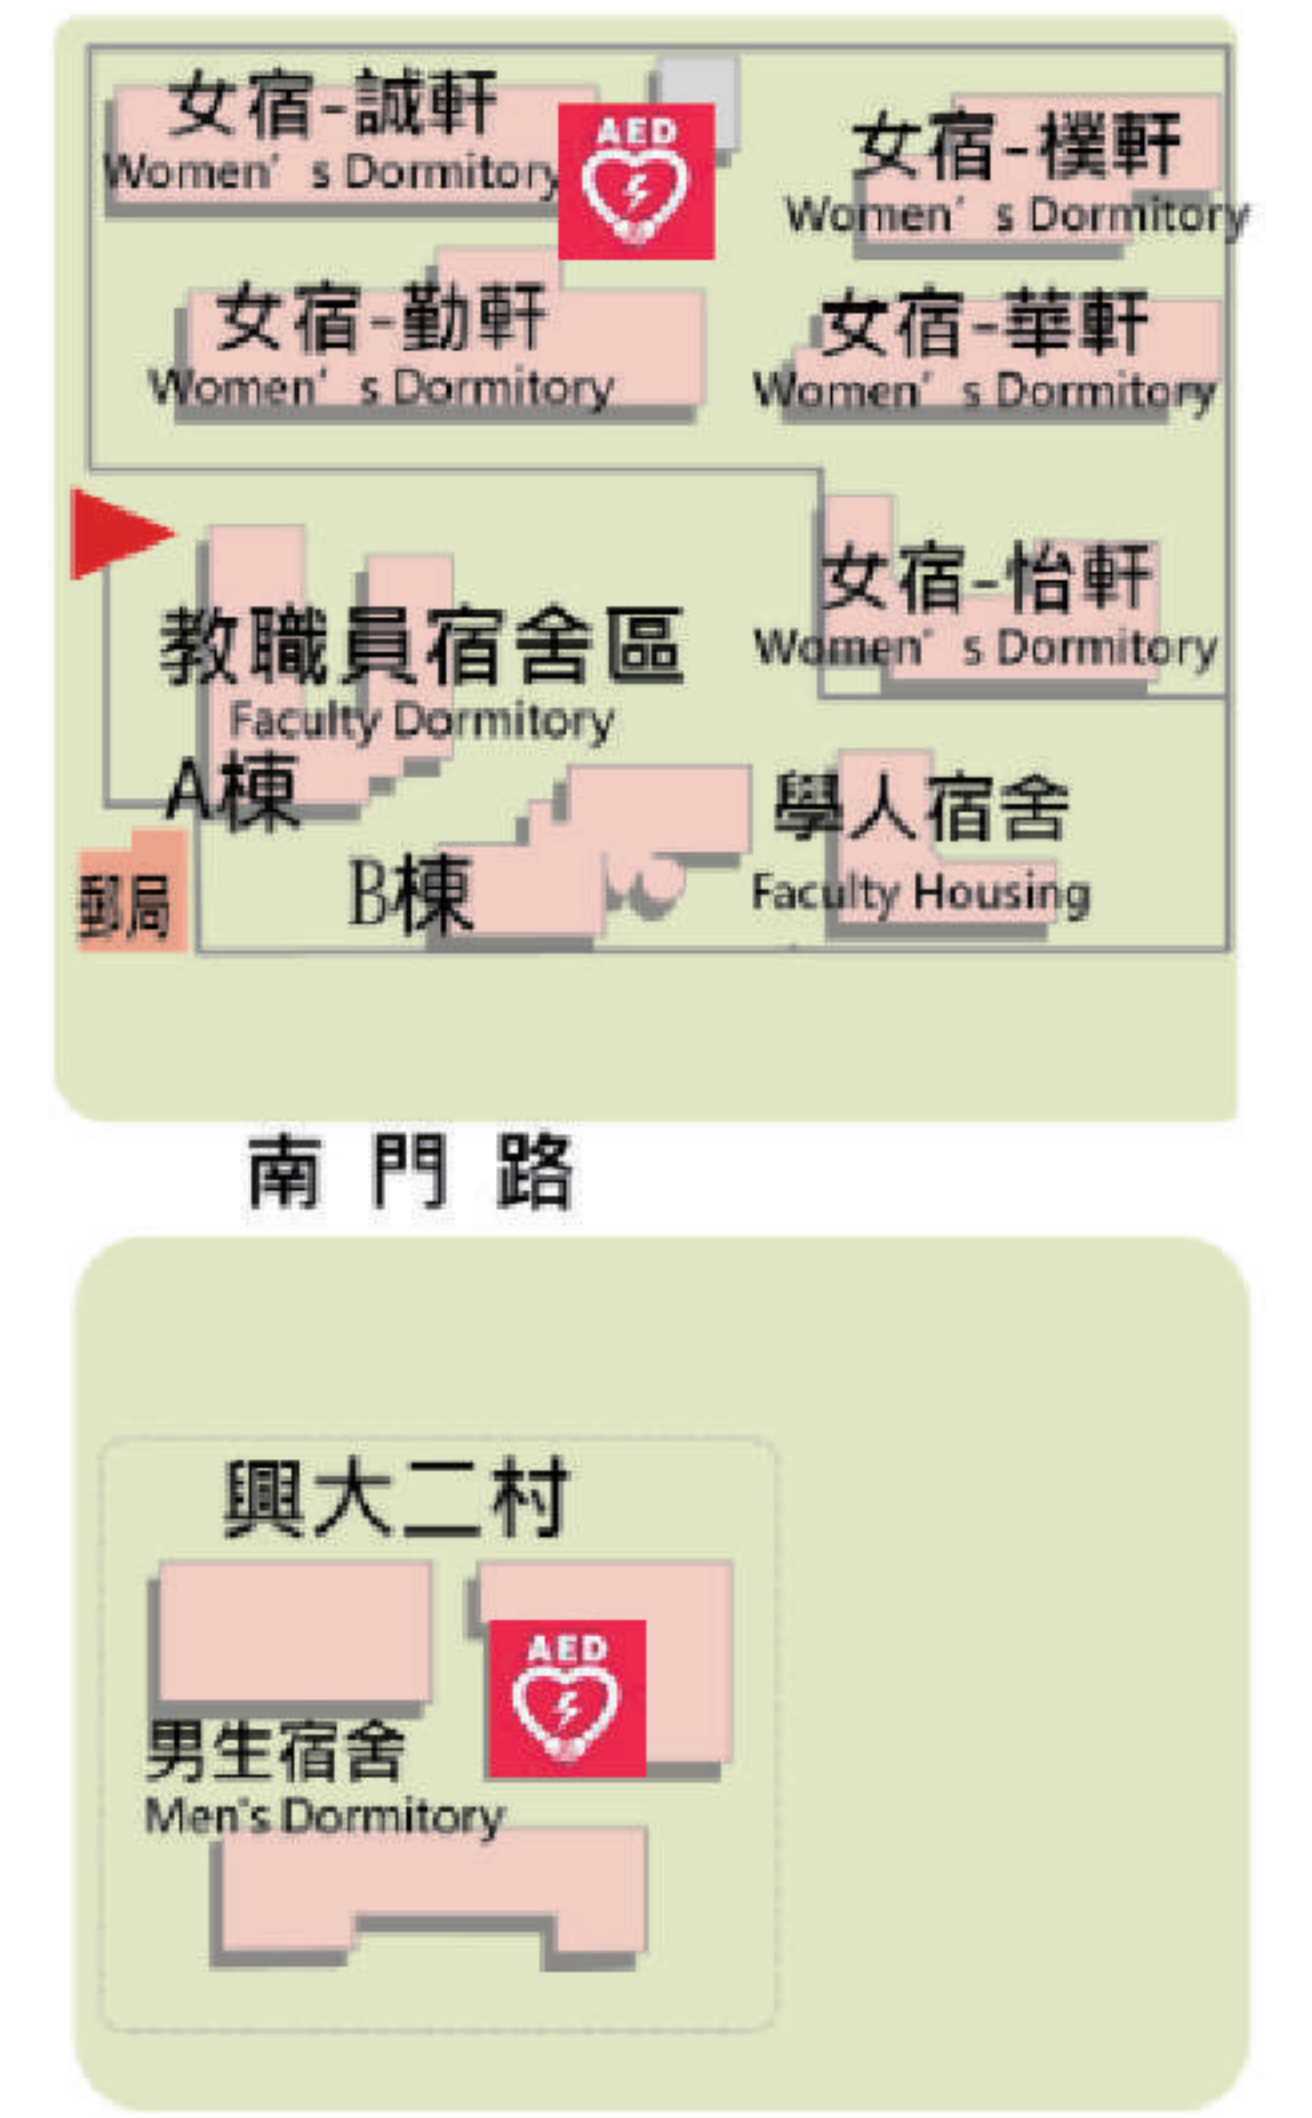 女宿-誠軒
Women's Dormitory
AED
女宿-樸軒
Women's Dormitory
女宿-勤軒
Women's Dormitory
女宿-華軒
Women's Dormitory
女宿-怡軒
Women's Dormitory
教職員宿舍區
Faculty Dormitory
A棟
學人宿舍
Faculty Housing
B棟
郵局
南門路
興大二村
AED
男生宿舍
Men's Dormitory